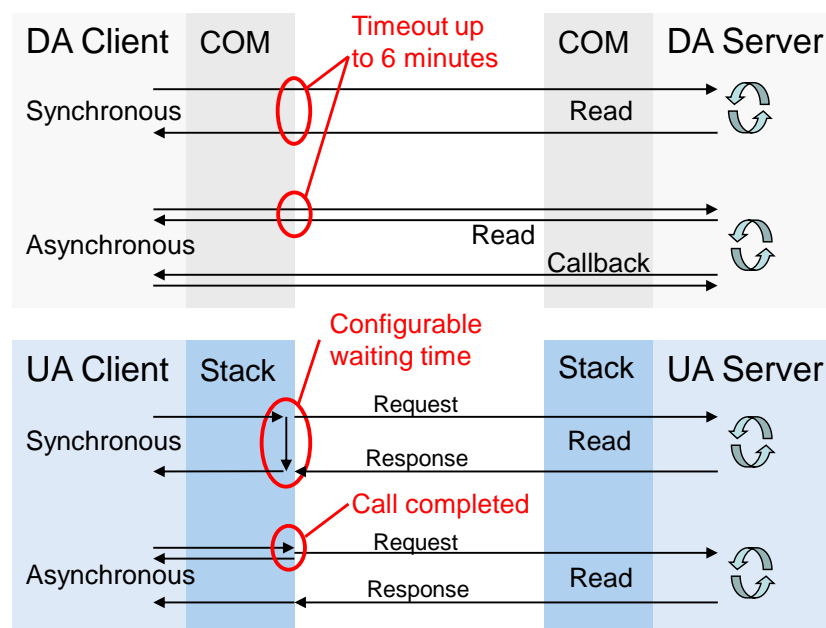 DA Client
COM
Timeout up
to 6 minutes
COM
DA Server
Synchronous
Read
Asynchronous
Read
Callback
Configurable
waiting time
UA Client
Stack
Stack
UA Server
Request
Synchronous
Read
Response
Call completed
Request
Asynchronous
Read
Response